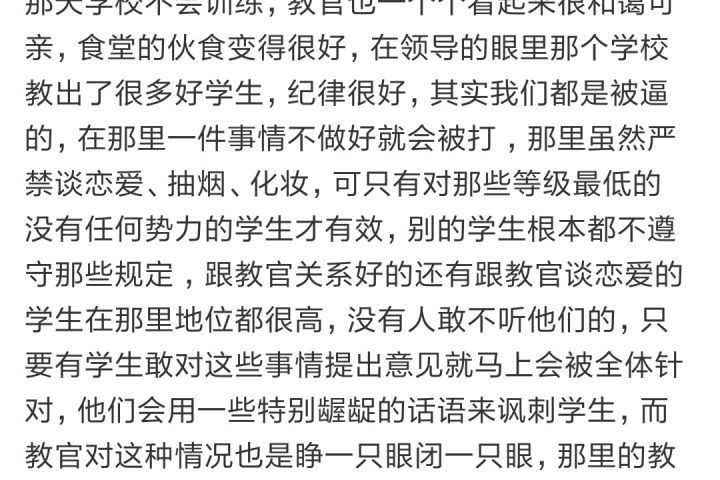 那天学校不会训练，教官也一个个看起来很和谒可
亲，食堂的伙食变得很好，在领导的眼里那个学校
教出了很多好学生，纪律很好，其实我们都是被逼
的，在那里一件事情不做好就会被打 ，那里虽然严
禁谈恋爱、抽烟、化妆，可只有对那些等级最低的
没有任何势力的学生才有效，别的学生根本都不遵
守那些规定 ，跟教官关系好的还有跟教官谈恋爱的
学生在那里地位都很高，没有人敢不听他们的，只
要有学生敢对这些事情提出意见就马上会被全体针
对，他们会用一些特别龌龊的话语来讽刺学生，而
教官对这种情况也是睁一只眼闭一只眼，那里的教